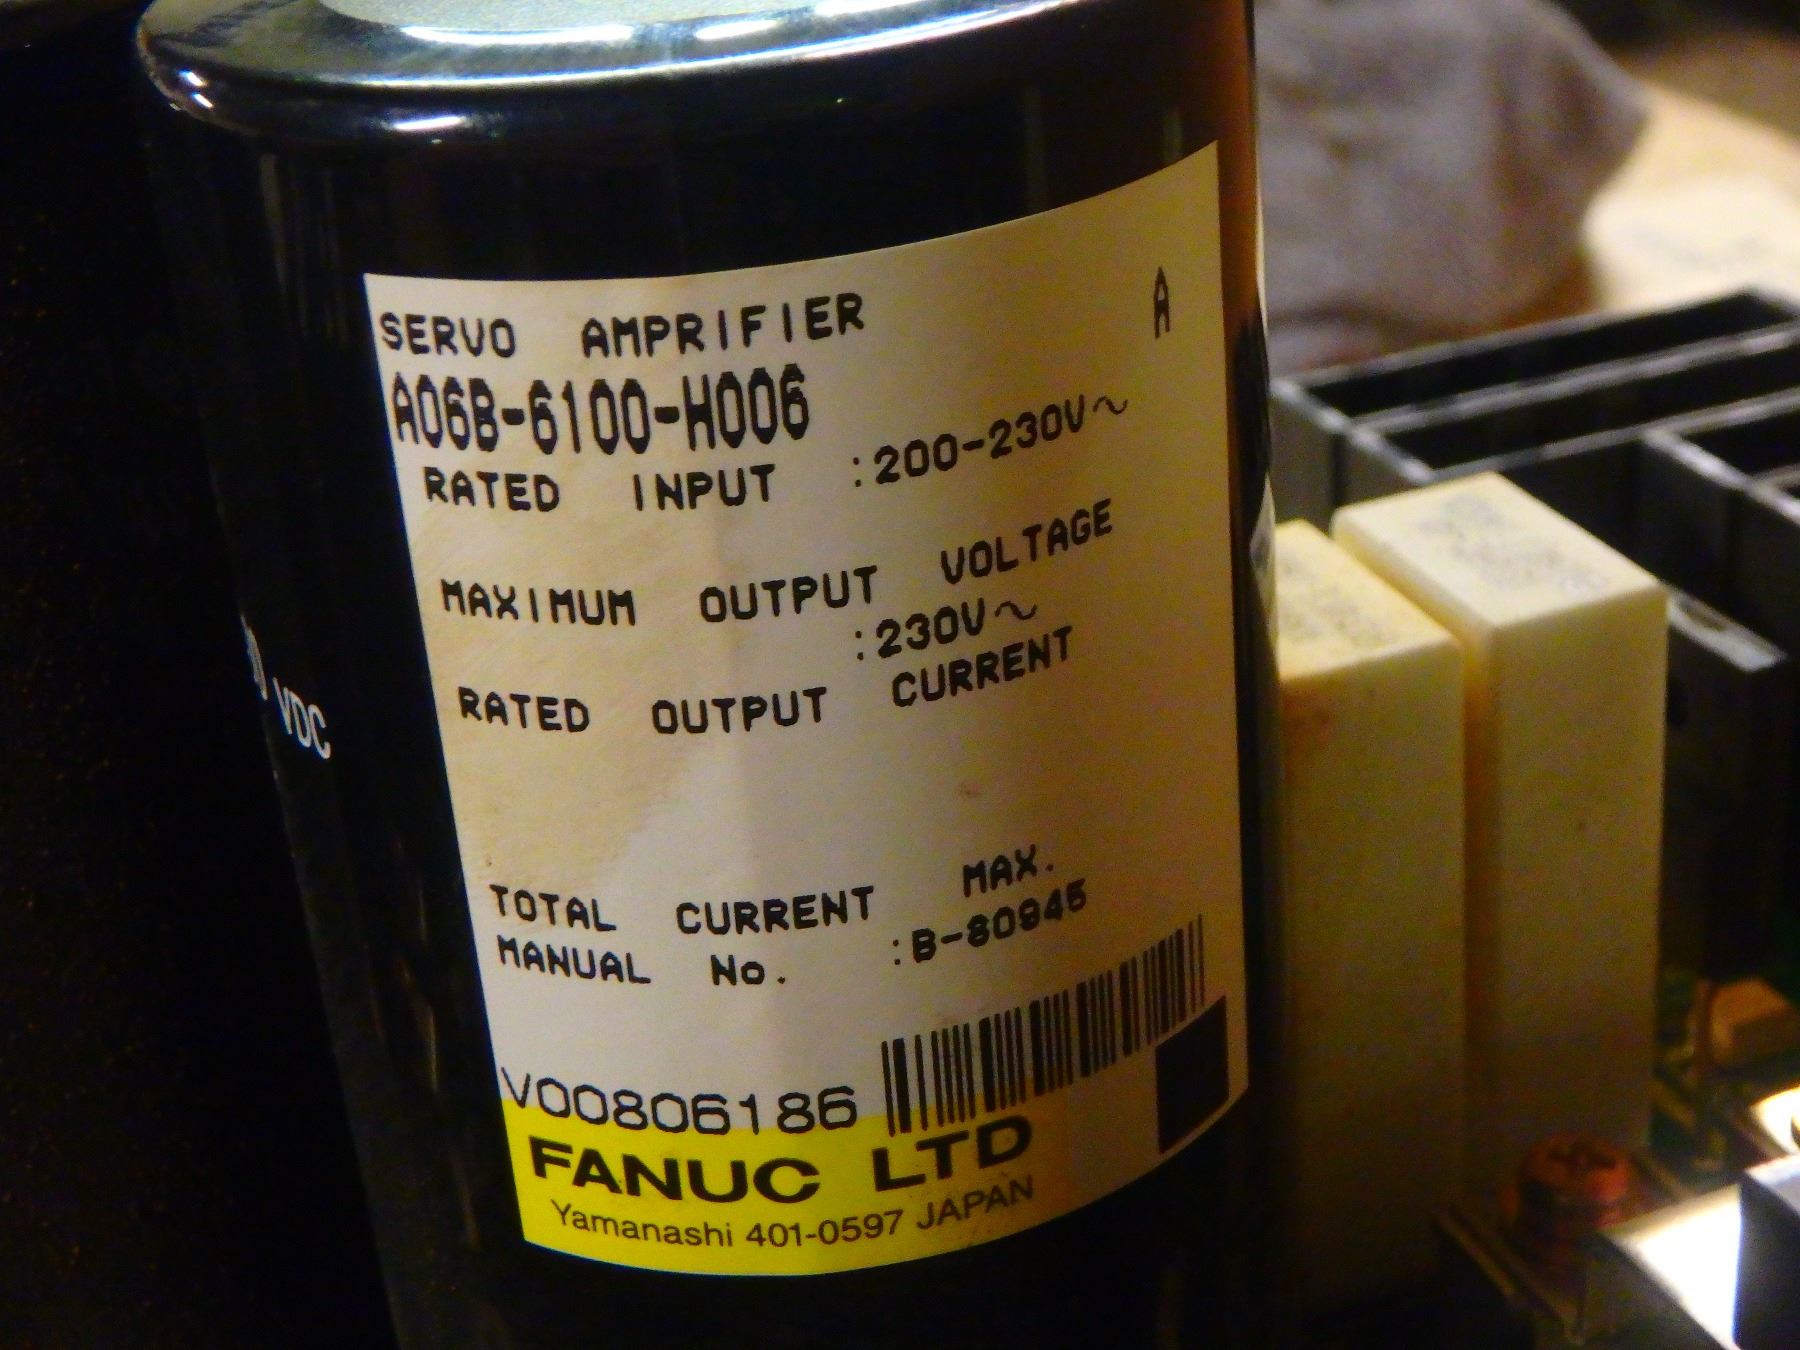 SERVO AMPRIFIER A
A06B-6100-H006
RATED INPUT :200-230V~
MAXIMUM OUTPUT VOLTAGE
:230V~
RATED OUTPUT CURRENT
TOTAL CURRENT MAX.
MANUAL No. :B-80945
V00806186
FANUC LTD
Yamanashi 401-0597 JAPAN
VDC